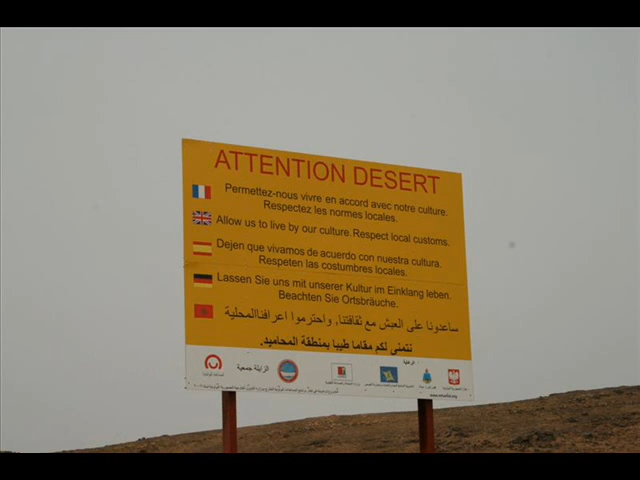 ATTENTION DESERT
Permettez-nous vivre en accord avec notre culture.
Respectez les normes locales.
Allow us to live by our culture. Respect local customs.
Dejen que vivamos de acuerdo con nuestra cultura.
Respeten las costumbres locales.
Lassen Sie uns mit unserer Kultur im Einklang leben.
Beachten Sie Ortsbräuche.
ساعدونا على العيش مع ثقافتنا, واحترموا اعرافناالمحلية
نتمنى لكم مقاما طيبا بمنطقة المحاميد.